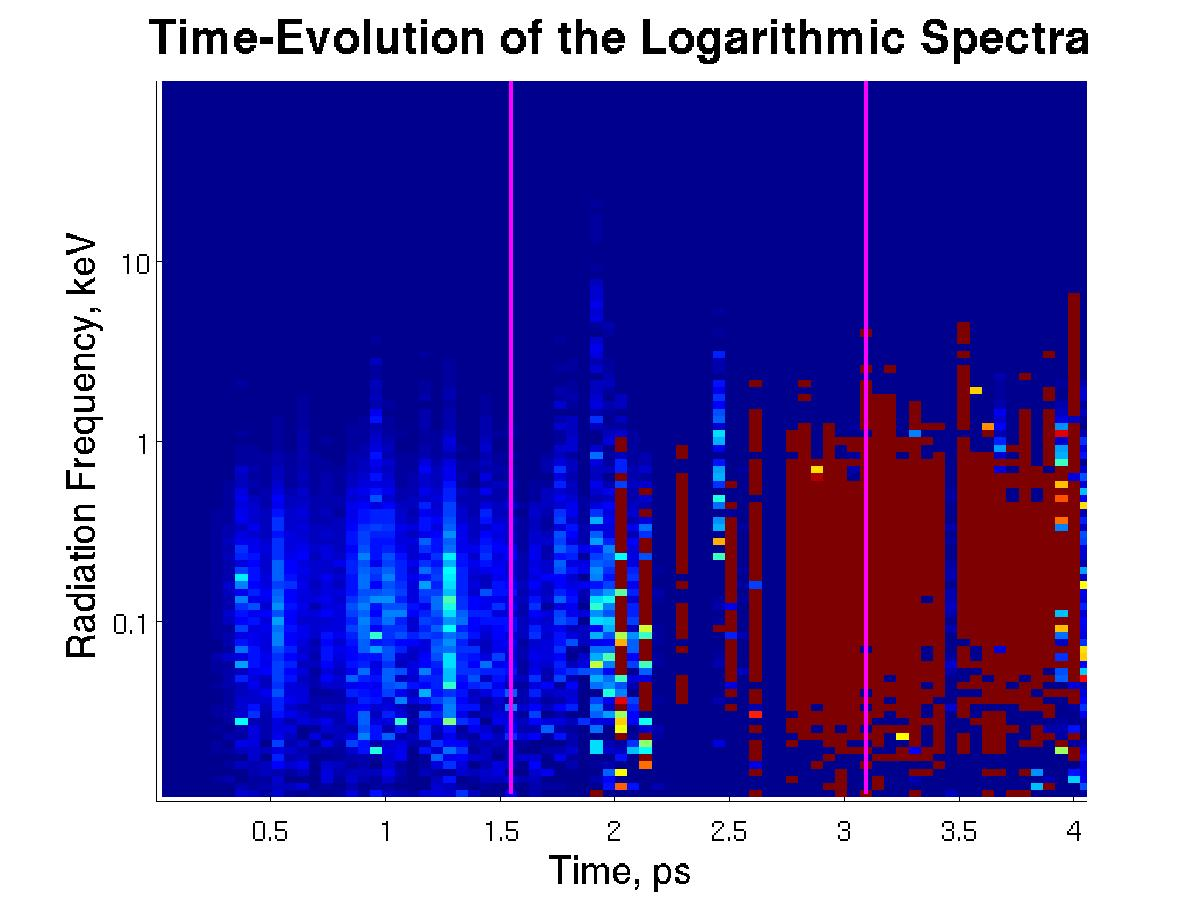 Time-Evolution of the Logarithmic Spectra
Radiation Frequency, keV
10
1
0.1
0.5 1 1.5 2 2.5 3 3.5 4
Time, ps